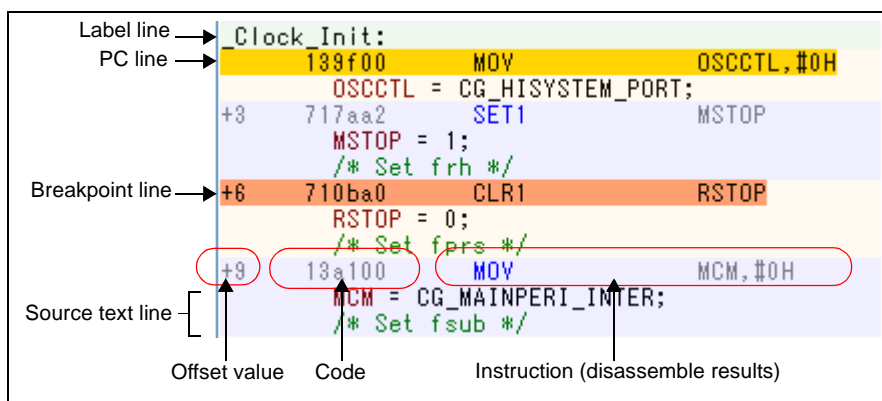 Label line
_Clock_Init:
PC line
139f00 MOV OSCCTL,#0H
OSCCTL = CG_HISYSTEM_PORT;
+3 717aa2 SET1 MSTOP
MSTOP = 1;
/* Set frh */
Breakpoint line
+6 710ba0 CLR1 RSTOP
RSTOP = 0;
/* Set fprs */
+9 13a100 MOV MCM,#0H
Source text line
MCM = CG_MAINPERI_INTER;
/* Set fsub */
Offset value
Code
Instruction (disassemble results)